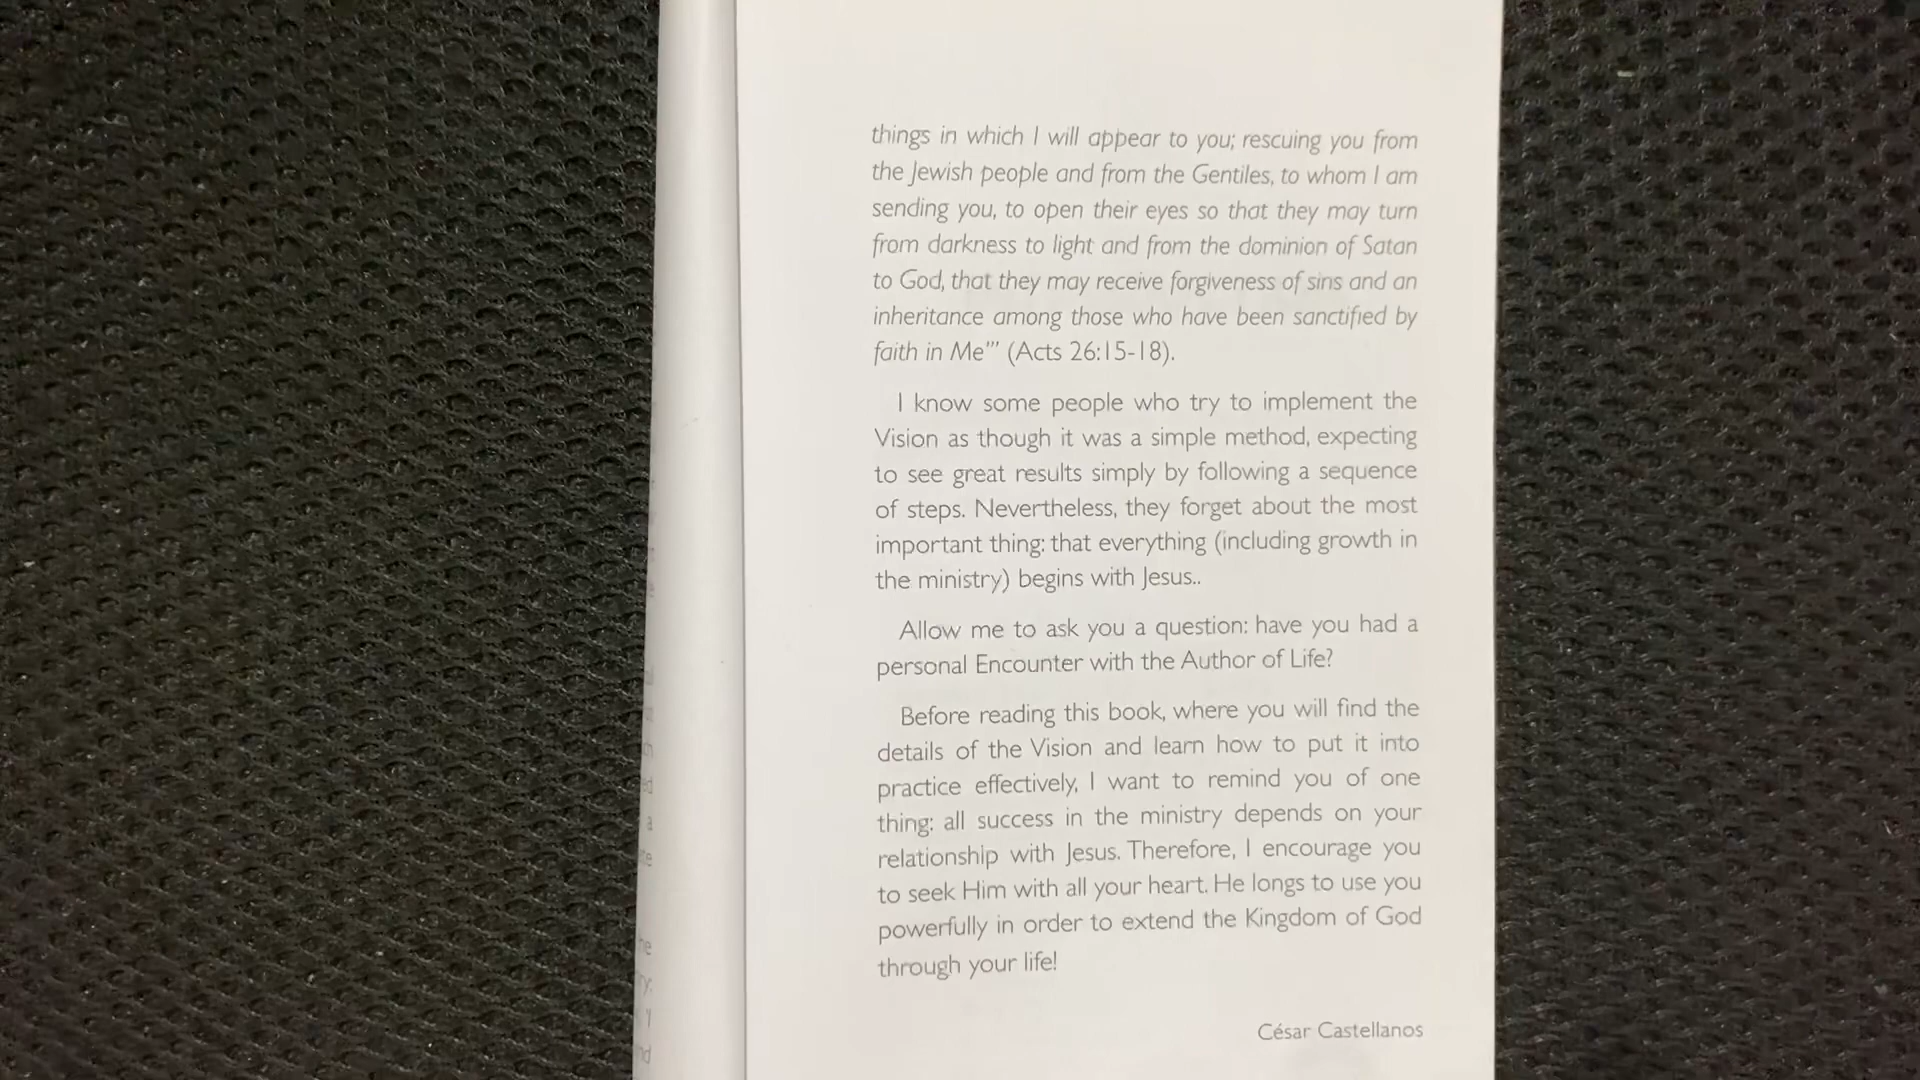 things in which I will appear to you; rescuing you from
the Jewish people and from the Gentiles, to whom I am
sending you, to open their eyes so that they may turn
from darkness to light and from the dominion of Satan
to God, that they may receive forgiveness of sins and an
inheritance among those who have been sanctified by
faith in Me’” (Acts 26:15-18).
I know some people who try to implement the
Vision as though it was a simple method, expecting
to see great results simply by following a sequence
of steps. Nevertheless, they forget about the most
important thing: that everything (including growth in
the ministry) begins with Jesus..
Allow me to ask you a question: have you had a
personal Encounter with the Author of Life?
Before reading this book, where you will find the
details of the Vision and learn how to put it into
practice effectively, I want to remind you of one
thing: all success in the ministry depends on your
relationship with Jesus. Therefore, I encourage you
to seek Him with all your heart. He longs to use you
powerfully in order to extend the Kingdom of God
through your life!
César Castellanos